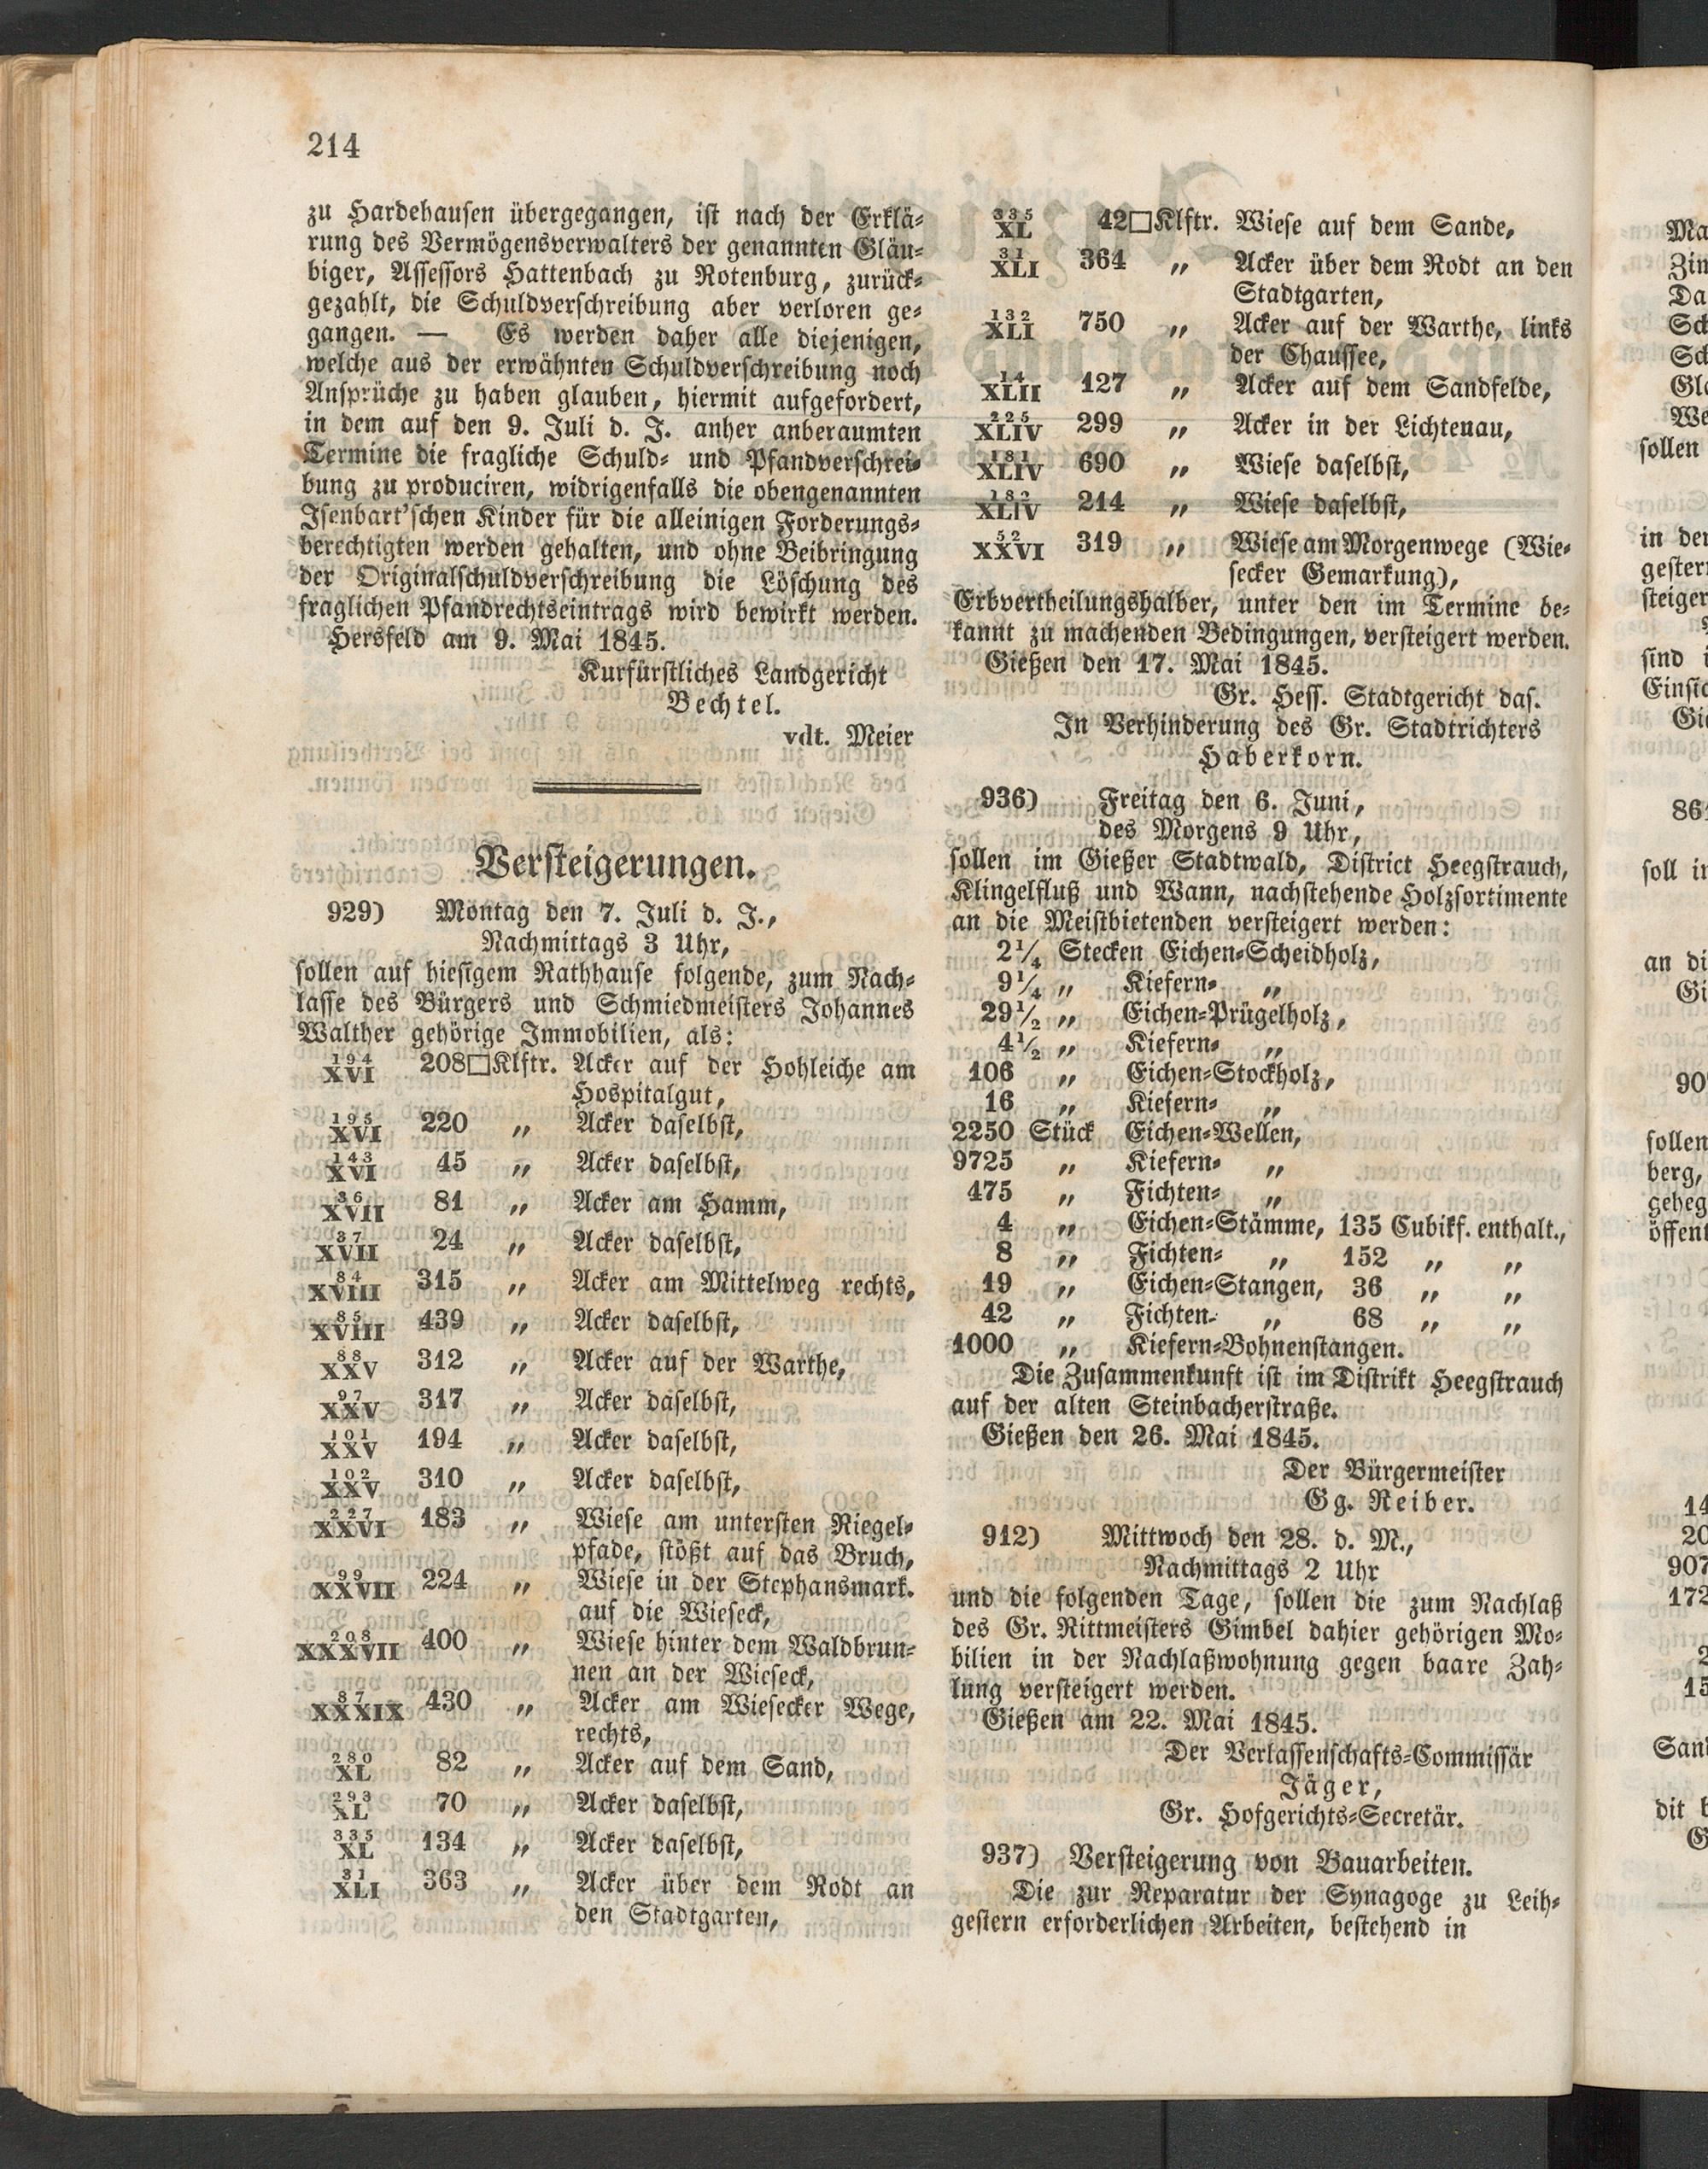 214
zu Hardehausen übergegangen, ist nach der Erklä-
rung des Vermögensverwalters der genannten Gläu-
biger, Assessors Hattenbach zu Rotenburg, zurück-
gezahlt, die Schuldverschreibung aber verloren ge-
gangen. — Es werden daher alle diejenigen,
welche aus der erwähnten Schuldverschreibung noch
Ansprüche zu haben glauben, hiermit aufgefordert,
in dem auf den 9. Juli d. J. anher anberaumten
Termine die fragliche Schuld- und Pfandverschrei-
bung zu produciren, widrigenfalls die obengenannten
Isenbart'schen Kinder für die alleinigen Forderungs-
berechtigten werden gehalten, und ohne Beibringung
der Originalschuldverschreibung die Löschung des
fraglichen Pfandrechtseintrags wird bewirkt werden.
Hersfeld am 9. Mai 1845.
Kurfürstliches Landgericht
Bechtel.
vdt. Meier
Versteigerungen.
929) Montag den 7. Juli d. J.,
Nachmittags 3 Uhr,
sollen auf hiesigem Rathhause folgende, zum Nach-
lasse des Bürgers und Schmiedmeisters Johannes
Walther gehörige Immobilien, als:
194/XVI 208□Klftr. Acker auf der Hohleiche am
Hospitalgut,
195/XVI 220 „ Acker daselbst,
143/XVI 45 „ Acker daselbst,
36/XVII 81 „ Acker am Hamm,
37/XVII 24 „ Acker daselbst,
84/XVIII 315 „ Acker am Mittelweg rechts,
85/XVIII 439 „ Acker daselbst,
88/XXV 312 „ Acker auf der Warthe,
97/XXV 317 „ Acker daselbst,
101/XXV 194 „ Acker daselbst,
102/XXV 310 „ Acker daselbst,
227/XXVI 183 „ Wiese am untersten Riegel-
pfade, stößt auf das Bruch,
99/XXVII 224 „ Wiese in der Stephansmark.
auf die Wieseck,
208/XXXVII 400 „ Wiese hinter dem Waldbrun-
nen an der Wieseck,
87/XXXIX 430 „ Acker am Wiesecker Wege,
rechts,
280/XL 82 „ Acker auf dem Sand,
293/XL 70 „ Acker daselbst,
335/XL 134 „ Acker daselbst,
31/XLI 363 „ Acker über dem Rodt an
den Stadtgarten,
335/XL 42□Klftr. Wiese auf dem Sande,
31/XLI 364 „ Acker über dem Rodt an den
Stadtgarten,
132/XLI 750 „ Acker auf der Warthe, links
der Chaussee,
14/XLII 127 „ Acker auf dem Sandfelde,
225/XLIV 299 „ Acker in der Lichtenau,
181/XLIV 690 „ Wiese daselbst,
182/XLIV 214 „ Wiese daselbst,
52/XXVI 319 „ Wiese am Morgenwege (Wie-
secker Gemarkung),
Erbvertheilungshalber, unter den im Termine be-
kannt zu machenden Bedingungen, versteigert werden.
Gießen den 17. Mai 1845.
Gr. Hess. Stadtgericht das.
In Verhinderung des Gr. Stadtrichters
Haberkorn.
936) Freitag den 6. Juni,
des Morgens 9 Uhr,
sollen im Gießer Stadtwald, District Heegstrauch,
Klingelfluß und Wann, nachstehende Holzsortimente
an die Meistbietenden versteigert werden:
2¼ Stecken Eichen-Scheidholz,
9¼ „ Kiefern- „
29½ „ Eichen-Prügelholz,
4½ „ Kiefern- „
106 „ Eichen-Stockholz,
16 „ Kiefern- „
2250 Stück Eichen-Wellen,
9725 „ Kiefern- „
475 „ Fichten- „
4 „ Eichen-Stämme, 135 Cubikf. enthalt.,
8 „ Fichten- „ 152 „ „
19 „ Eichen-Stangen, 36 „ „
42 „ Fichten- „ 68 „ „
1000 „ Kiefern-Bohnenstangen.
Die Zusammenkunft ist im Distrikt Heegstrauch
auf der alten Steinbacherstraße.
Gießen den 26. Mai 1845.
Der Bürgermeister
Gg. Reiber.
912) Mittwoch den 28. d. M.,
Nachmittags 2 Uhr
und die folgenden Tage, sollen die zum Nachlaß
des Gr. Rittmeisters Gimbel dahier gehörigen Mo-
bilien in der Nachlaßwohnung gegen baare Zah-
lung versteigert werden.
Gießen am 22. Mai 1845.
Der Verlassenschafts-Commissär
Jäger,
Gr. Hofgerichts-Secretär.
937) Versteigerung von Bauarbeiten.
Die zur Reparatur der Synagoge zu Leih-
gestern erforderlichen Arbeiten, bestehend in